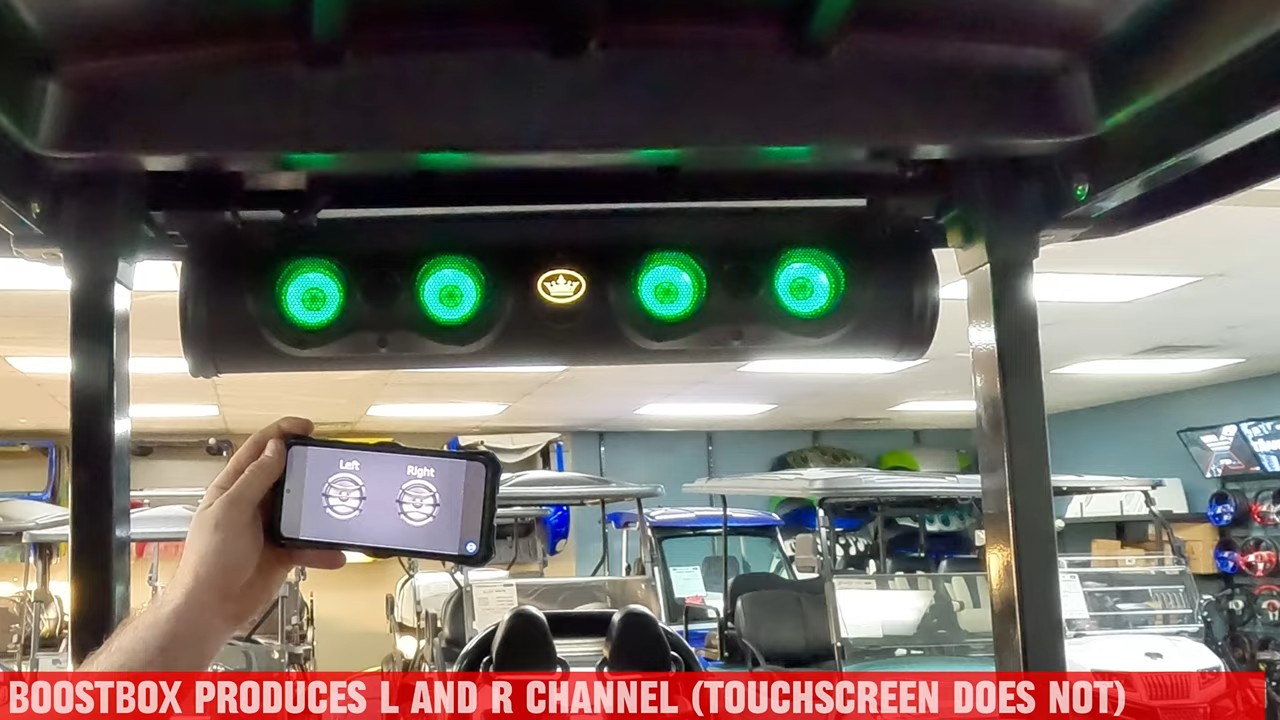 Left Right
BOOSTBOX PRODUCES L AND R CHANNEL (TOUCHSCREEN DOES NOT)